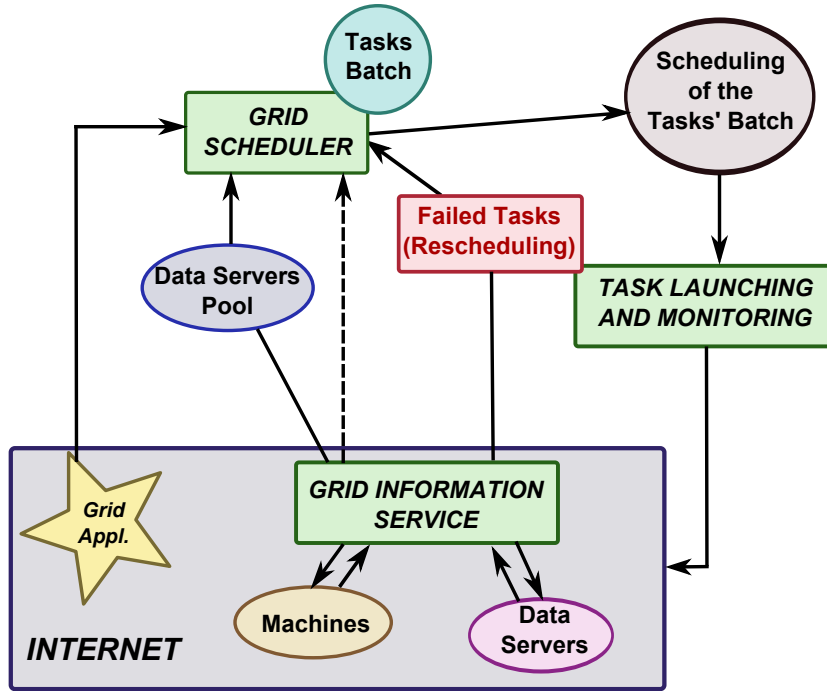 Tasks
Batch
Scheduling
of the
Tasks' Batch
GRID
SCHEDULER
Failed Tasks
(Rescheduling)
Data Servers
Pool
TASK LAUNCHING
AND MONITORING
Grid
Appl.
GRID INFORMATION
SERVICE
Machines
Data
Servers
INTERNET